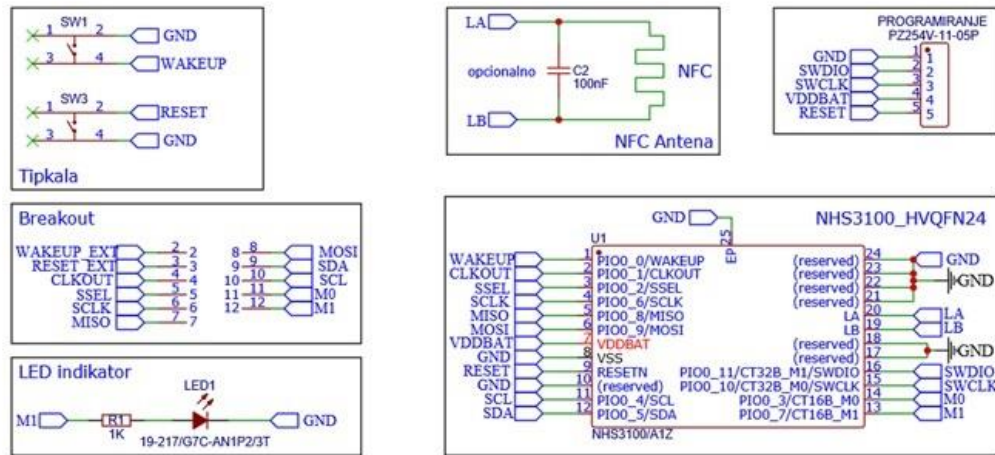 SW1
1 2 GND
3 4 WAKEUP
SW3
1 2 RESET
3 4 GND
Tipkala
LA
opcionalno
C2
100nF
NFC
LB
NFC Antena
PROGRAMIRANJE
PZ254V-11-05P
GND 1 1
SWDIO 2 2
SWCLK 3 3
VDDBAT 4 4
RESET 5 5
Breakout
WAKEUP_EXT 2 2
RESET_EXT 3 3
CLKOUT 4 4
SSEL 5 5
SCLK 6 6
MISO 7 7
8 8 MOSI
9 9 SDA
10 10 SCL
11 11 M0
12 12 M1
LED indikator
M1
R1
1K
LED1
19-217/G7C-AN1P2/3T
GND
NHS3100_HVQFN24
GND
EP 25
U1
WAKEUP 1 PIO0_0/WAKEUP
CLKOUT 2 PIO0_1/CLKOUT
SSEL 3 PIO0_2/SSEL
SCLK 4 PIO0_6/SCLK
MISO 5 PIO0_8/MISO
MOSI 6 PIO0_9/MOSI
VDDBAT 7 VDDBAT
GND 8 VSS
RESET 9 RESETN
GND 10 (reserved)
SCL 11 PIO0_4/SCL
SDA 12 PIO0_5/SDA
(reserved) 24 GND
(reserved) 23
(reserved) 22 GND
(reserved) 21
LA 20 LA
LB 19 LB
(reserved) 18
(reserved) 17 GND
PIO0_11/CT32B_M1/SWDIO 16 SWDIO
PIO0_10/CT32B_M0/SWCLK 15 SWCLK
PIO0_3/CT16B_M0 14 M0
PIO0_7/CT16B_M1 13 M1
NHS3100/A1Z